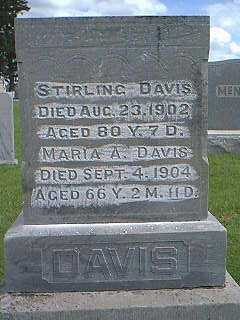 STIRLING DAVIS
DIED AUG. 23, 1902
AGED 80 Y. 7 D.
MARIA A. DAVIS
DIED SEPT. 4, 1904
AGED 66 Y. 2 M. 11 D.
DAVIS
MEN